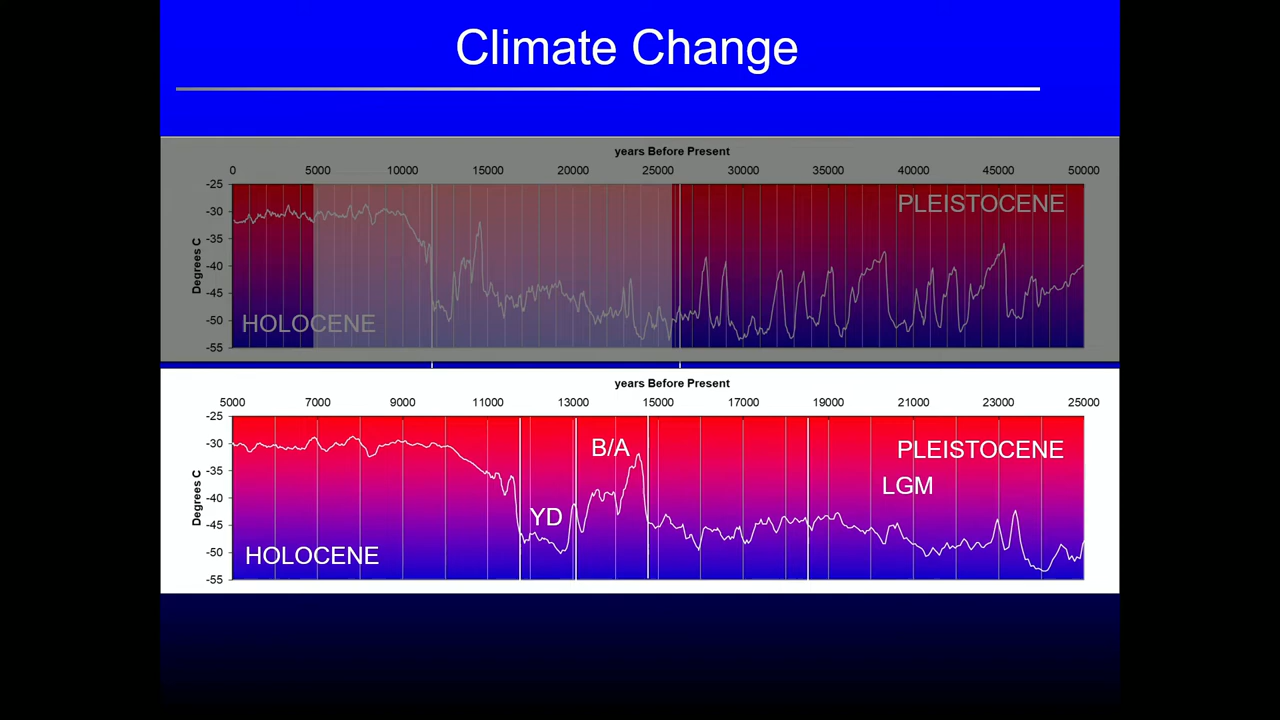 Climate Change
years Before Present
0 5000 10000 15000 20000 25000 30000 35000 40000 45000 50000
-25
-30
-35
-40
-45
-50
-55
Degrees C
PLEISTOCENE
HOLOCENE
years Before Present
5000 7000 9000 11000 13000 15000 17000 19000 21000 23000 25000
-25
-30
-35
-40
-45
-50
-55
Degrees C
B/A
PLEISTOCENE
LGM
YD
HOLOCENE